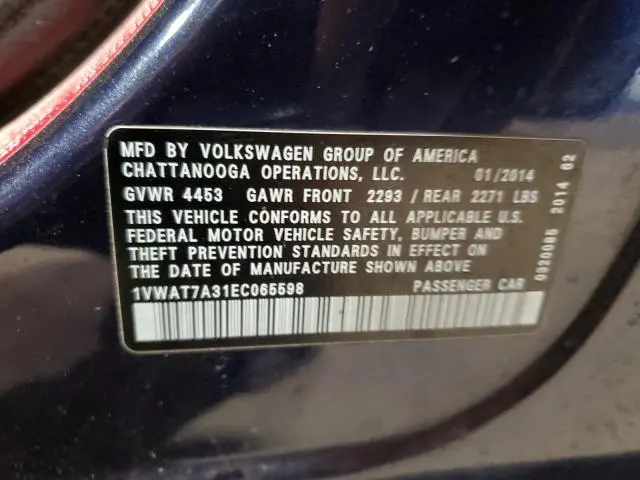 MFD BY VOLKSWAGEN GROUP OF AMERICA
CHATTANOOGA OPERATIONS, LLC. 01/2014
GVWR 4453 GAWR FRONT 2293 / REAR 2271 LBS
THIS VEHICLE CONFORMS TO ALL APPLICABLE U.S.
FEDERAL MOTOR VEHICLE SAFETY, BUMPER AND
THEFT PREVENTION STANDARDS IN EFFECT ON
THE DATE OF MANUFACTURE SHOWN ABOVE
1VWAT7A31EC065598 PASSENGER CAR
0320985 2014 02